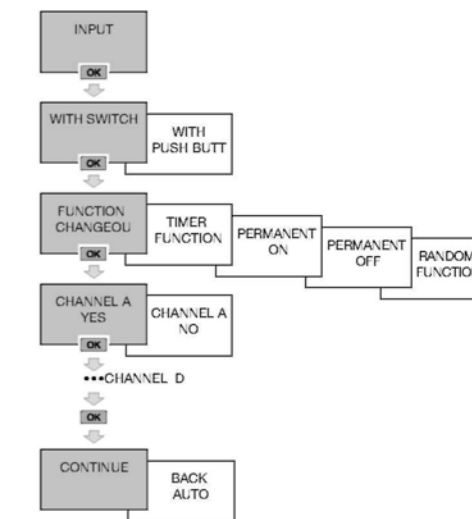 INPUT
OK
WITH SWITCH
WITH
PUSH BUTT
OK
FUNCTION
CHANGEOU
TIMER
FUNCTION
PERMANENT
ON
PERMANENT
OFF
RANDOM
FUNCTION
OK
CHANNEL A
YES
CHANNEL A
NO
OK
•••CHANNEL D
OK
CONTINUE
BACK
AUTO